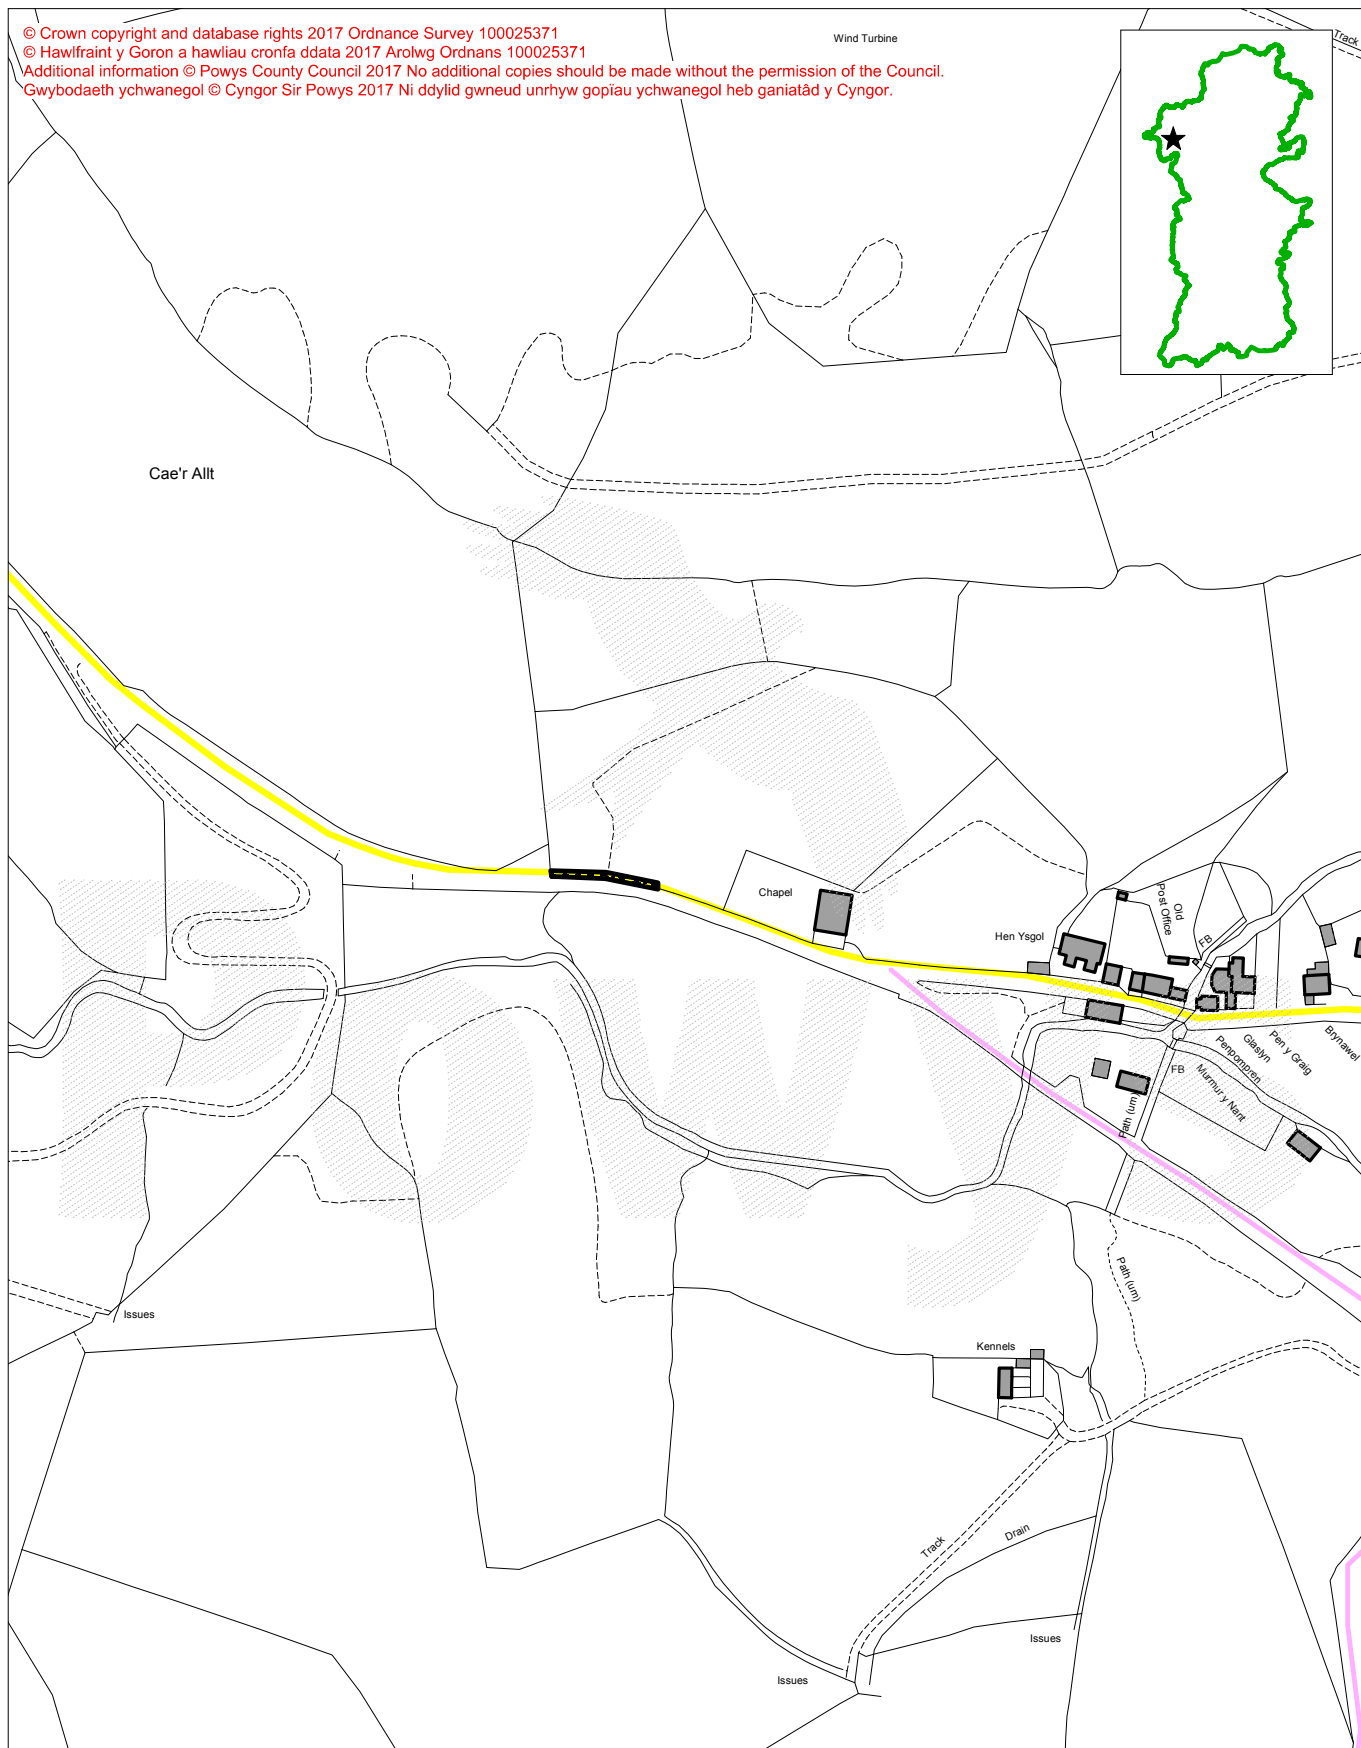 © Crown copyright and database rights 2017 Ordnance Survey 100025371
© Hawlfraint y Goron a hawliau cronfa ddata 2017 Arolwg Ordnans 100025371
Additional information © Powys County Council 2017 No additional copies should be made without the permission of the Council.
Gwybodaeth ychwanegol © Cyngor Sir Powys 2017 Ni ddylid gwneud unrhyw gopïau ychwanegol heb ganiatâd y Cyngor.
Wind Turbine
Track
Cae'r Allt
Chapel
Old
Post Office
Hen Ysgol
FB
Brynawel
Pen y Graig
Glaslyn
Penpompren
Murmur y Nant
FB
Path (um)
Path (um)
Issues
Kennels
Track
Drain
Issues
Issues
Powys